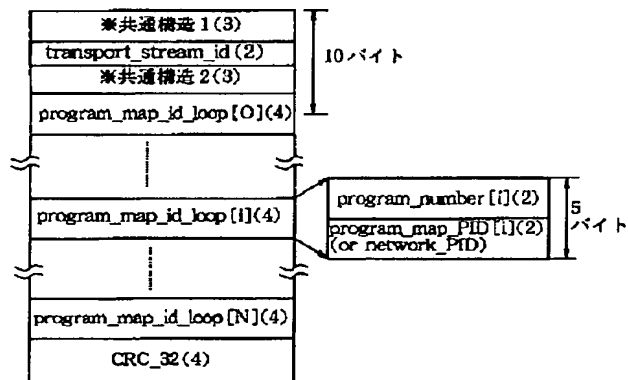 ※共通構造1(3)
transport_stream_id(2)
※共通構造2(3)
program_map_id_loop[0](4)
10バイト
program_map_id_loop[i](4)
program_number[i](2)
program_map_PID[i](2)
(or network_PID)
5
バイト
program_map_id_loop[N](4)
CRC_32(4)